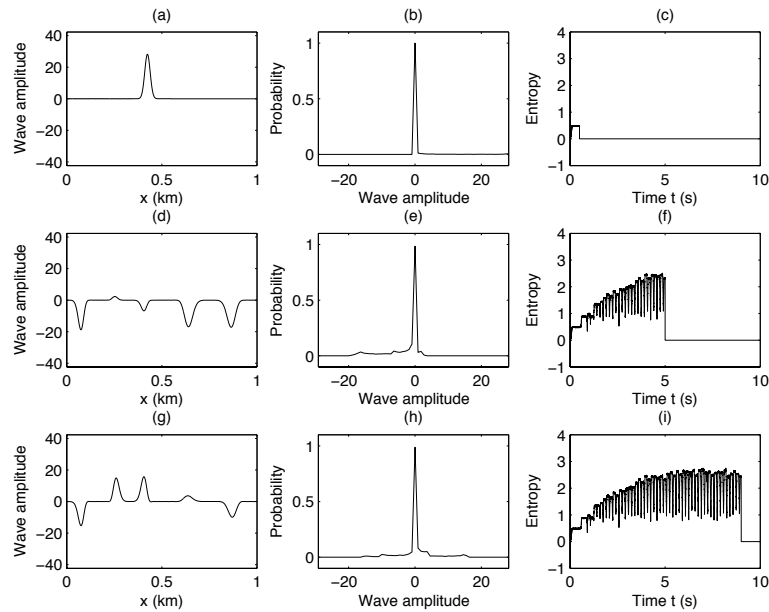 (a) (b) (c)
Wave amplitude
40
20
0
−20
−40
0 0.5 1
x (km)
Probability
1
0.5
0
−20 0 20
Wave amplitude
Entropy
4
3
2
1
0
−1
0 5 10
Time t (s)
(d) (e) (f)
Wave amplitude
40
20
0
−20
−40
0 0.5 1
x (km)
Probability
1
0.5
0
−20 0 20
Wave amplitude
Entropy
4
3
2
1
0
−1
0 5 10
Time t (s)
(g) (h) (i)
Wave amplitude
40
20
0
−20
−40
0 0.5 1
x (km)
Probability
1
0.5
0
−20 0 20
Wave amplitude
Entropy
4
3
2
1
0
−1
0 5 10
Time t (s)